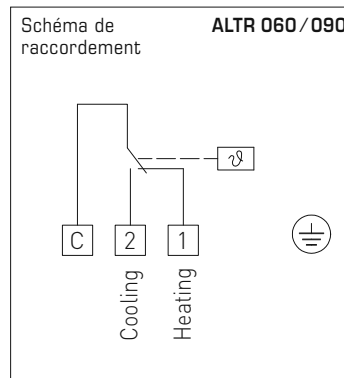 Schéma de raccordement
ALTR 060/090
ϑ
C 2 1
Cooling
Heating